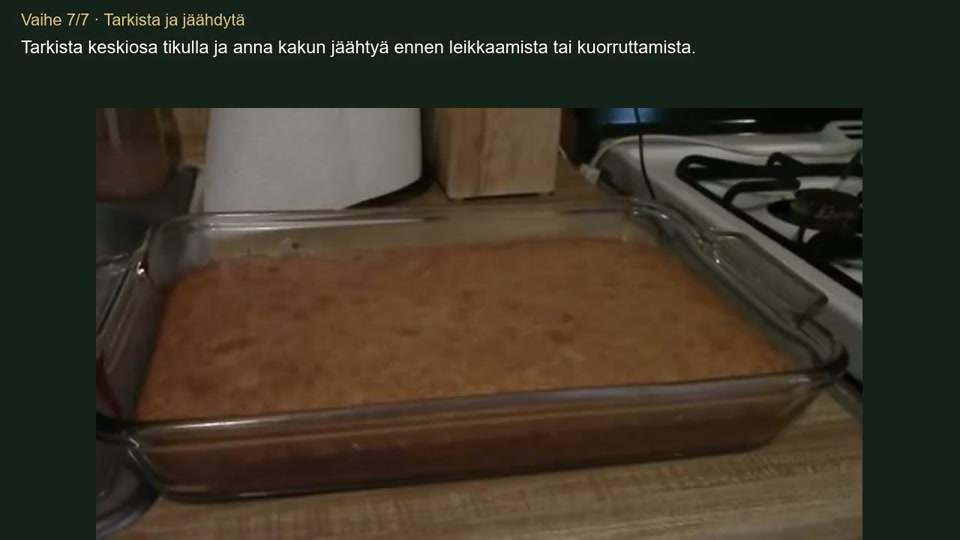 Vaihe 7/7 · Tarkista ja jäähdytä
Tarkista keskiosa tikulla ja anna kakun jäähtyä ennen leikkaamista tai kuorruttamista.